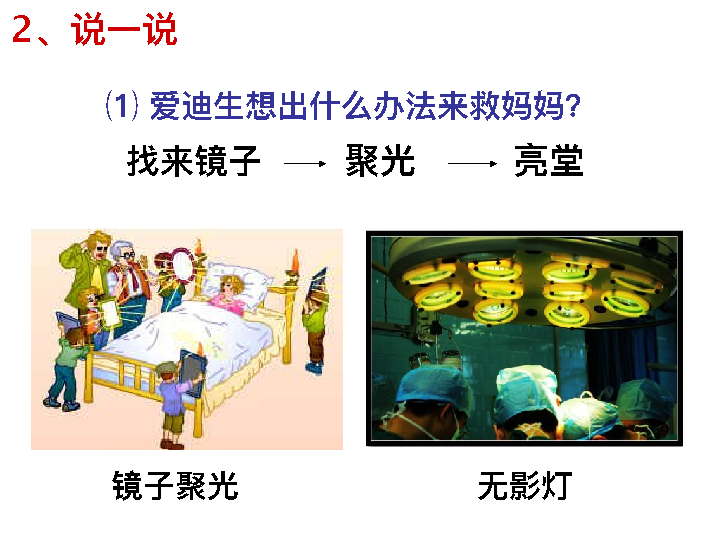 2、说一说
(1) 爱迪生想出什么办法来救妈妈?
找来镜子 → 聚光 → 亮堂
镜子聚光 无影灯